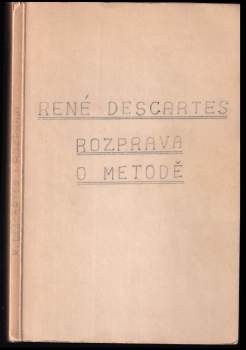 RENÉ DESCARTES
ROZPRAVA
O METODĚ